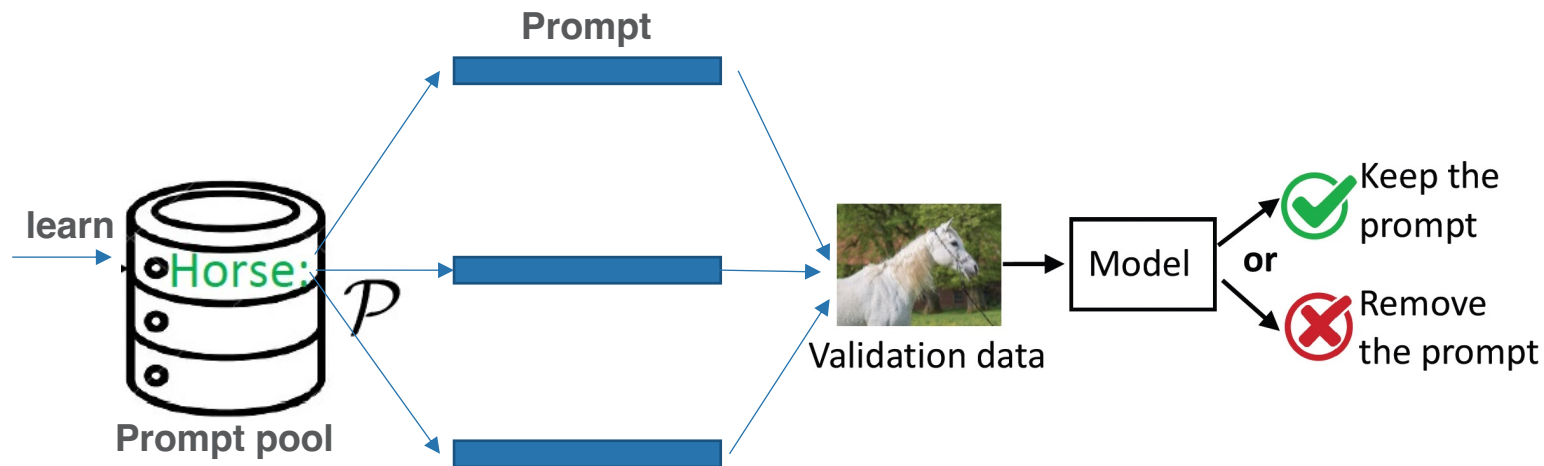 Prompt
learn
Horse:
𝒫
Prompt pool
Validation data
Model
Keep the
prompt
or
Remove
the prompt